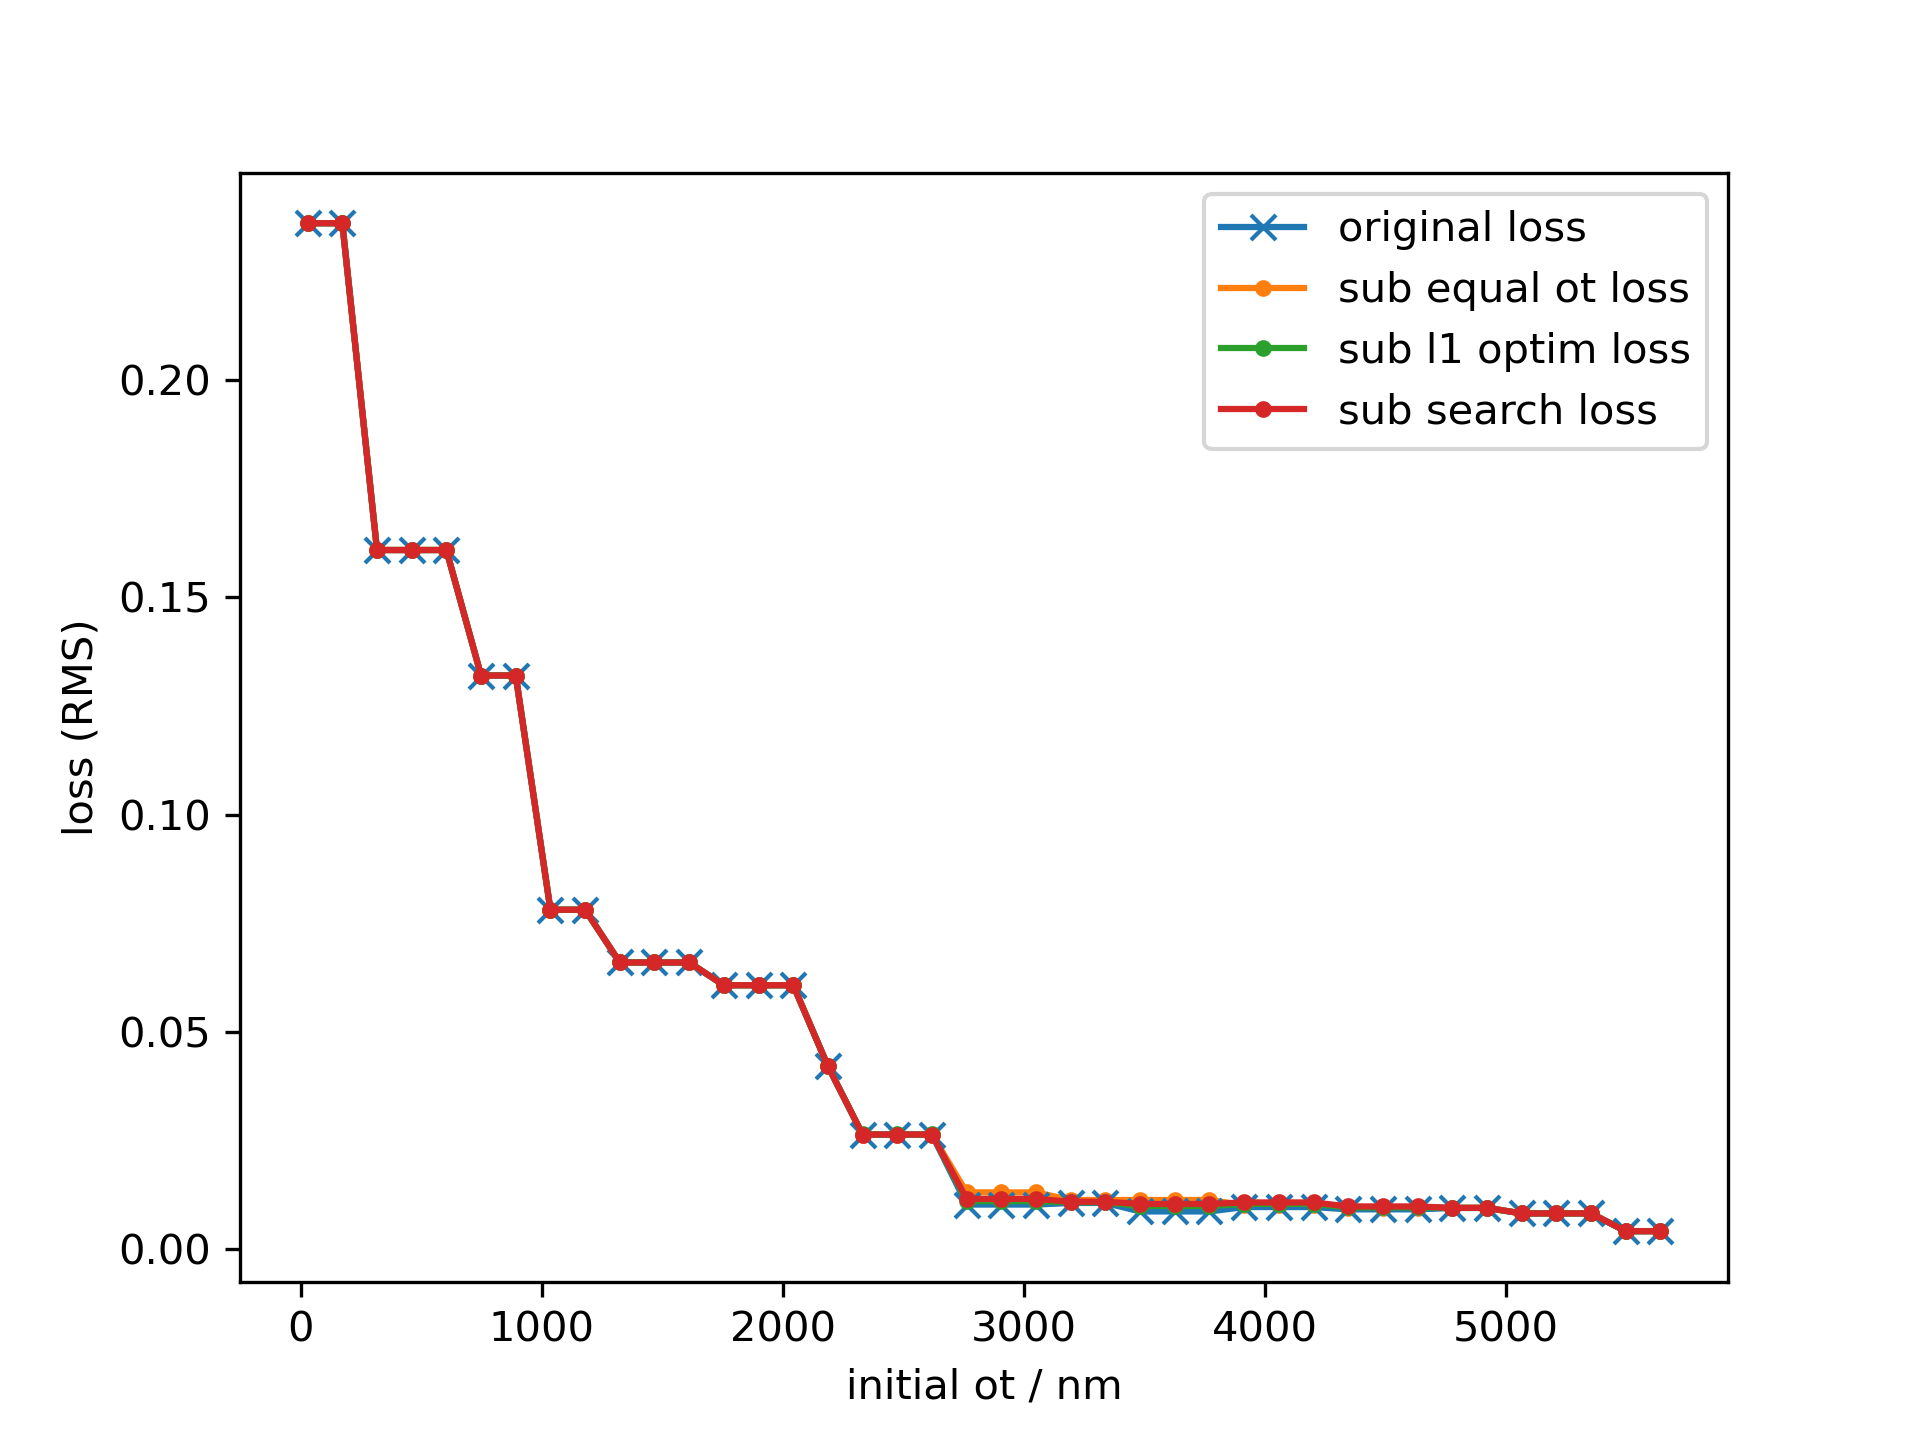 original loss
sub equal ot loss
sub l1 optim loss
sub search loss
0.20
0.15
0.10
0.05
0.00
loss (RMS)
0 1000 2000 3000 4000 5000
initial ot / nm